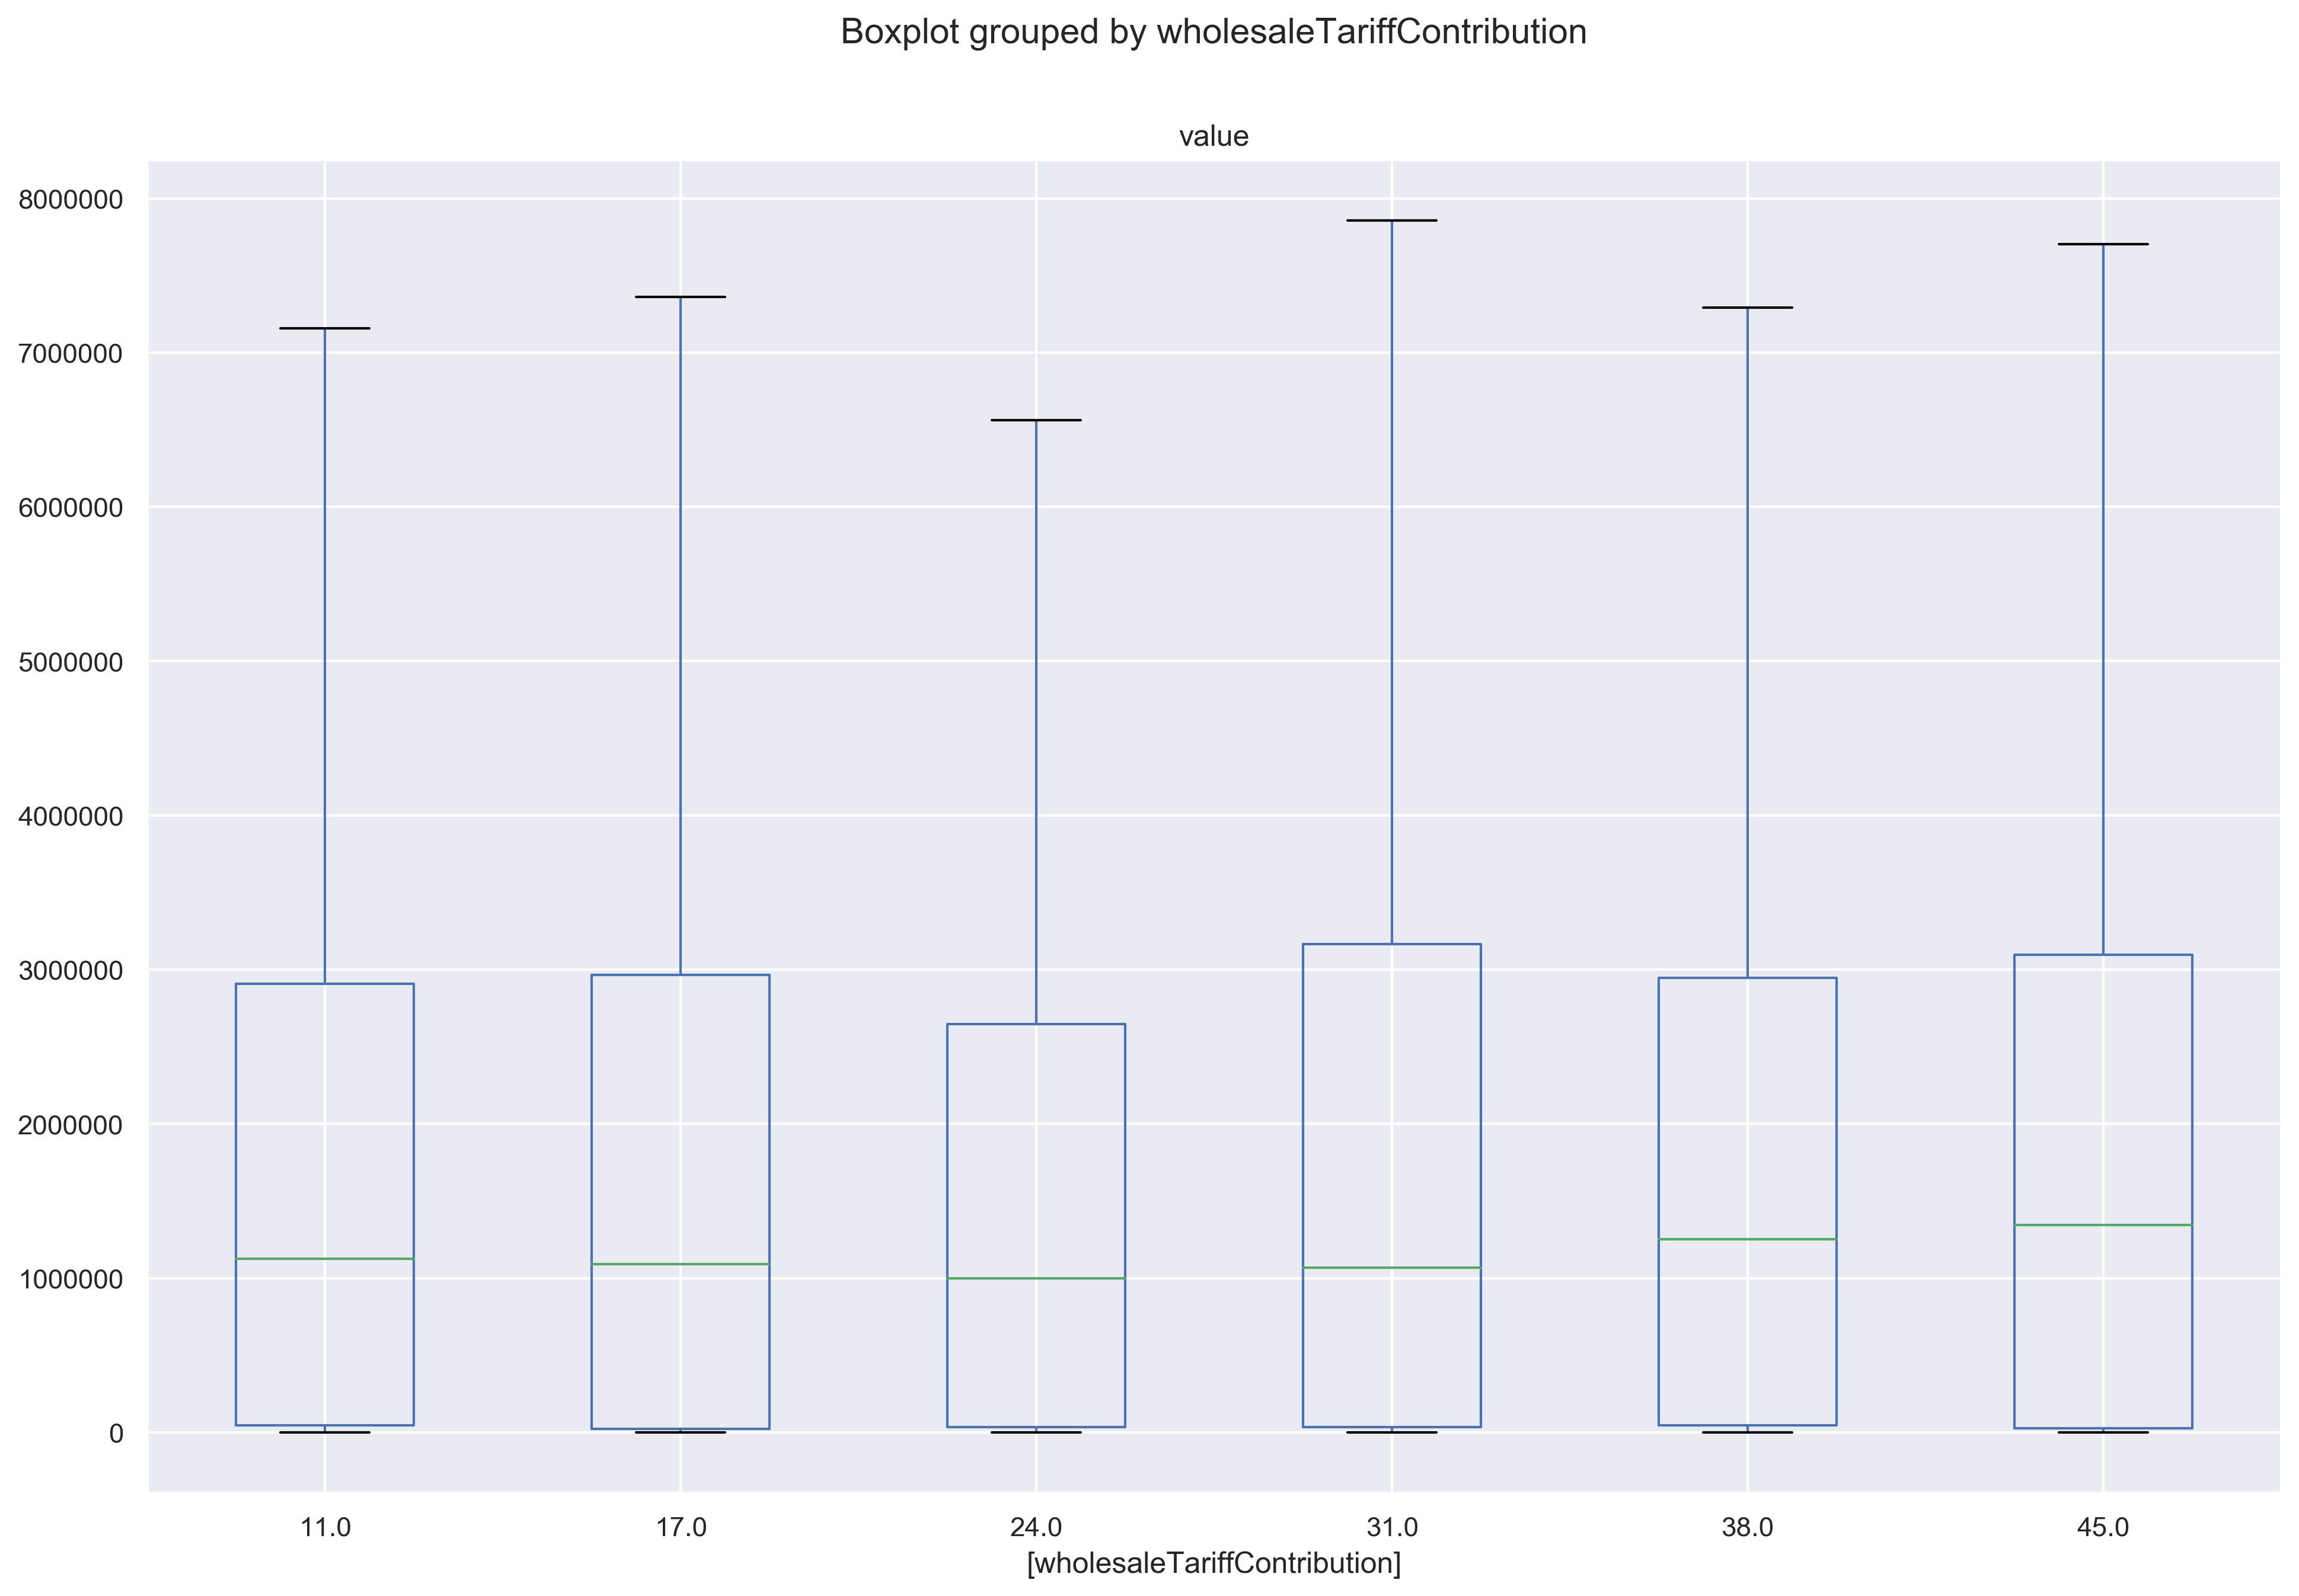 Boxplot grouped by wholesaleTariffContribution
value
8000000
7000000
6000000
5000000
4000000
3000000
2000000
1000000
0
11.0 17.0 24.0 31.0 38.0 45.0
[wholesaleTariffContribution]